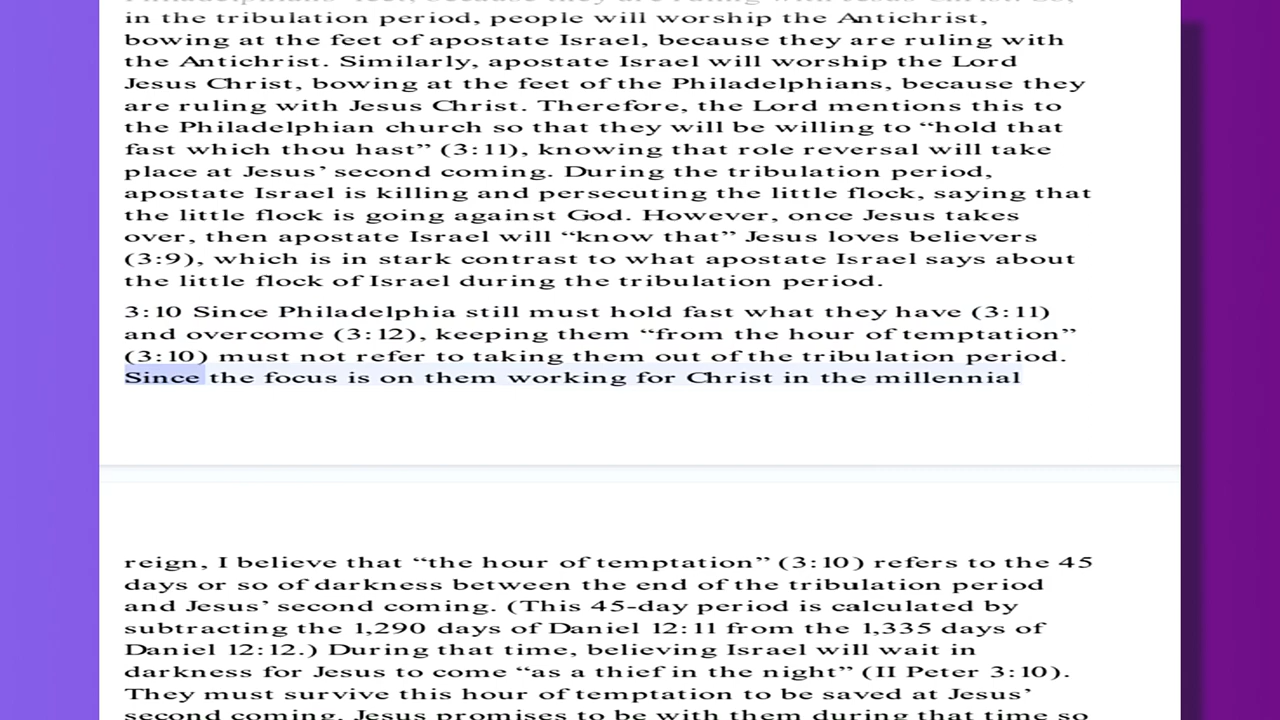 in the tribulation period, people will worship the Antichrist,
bowing at the feet of apostate Israel, because they are ruling with
the Antichrist. Similarly, apostate Israel will worship the Lord
Jesus Christ, bowing at the feet of the Philadelphians, because they
are ruling with Jesus Christ. Therefore, the Lord mentions this to
the Philadelphian church so that they will be willing to “hold that
fast which thou hast” (3:11), knowing that role reversal will take
place at Jesus’ second coming. During the tribulation period,
apostate Israel is killing and persecuting the little flock, saying that
the little flock is going against God. However, once Jesus takes
over, then apostate Israel will “know that” Jesus loves believers
(3:9), which is in stark contrast to what apostate Israel says about
the little flock of Israel during the tribulation period.
3:10 Since Philadelphia still must hold fast what they have (3:11)
and overcome (3:12), keeping them “from the hour of temptation”
(3:10) must not refer to taking them out of the tribulation period.
Since the focus is on them working for Christ in the millennial
reign, I believe that “the hour of temptation” (3:10) refers to the 45
days or so of darkness between the end of the tribulation period
and Jesus’ second coming. (This 45-day period is calculated by
subtracting the 1,290 days of Daniel 12:11 from the 1,335 days of
Daniel 12:12.) During that time, believing Israel will wait in
darkness for Jesus to come “as a thief in the night” (II Peter 3:10).
They must survive this hour of temptation to be saved at Jesus’
second coming. Jesus promises to be with them during that time so